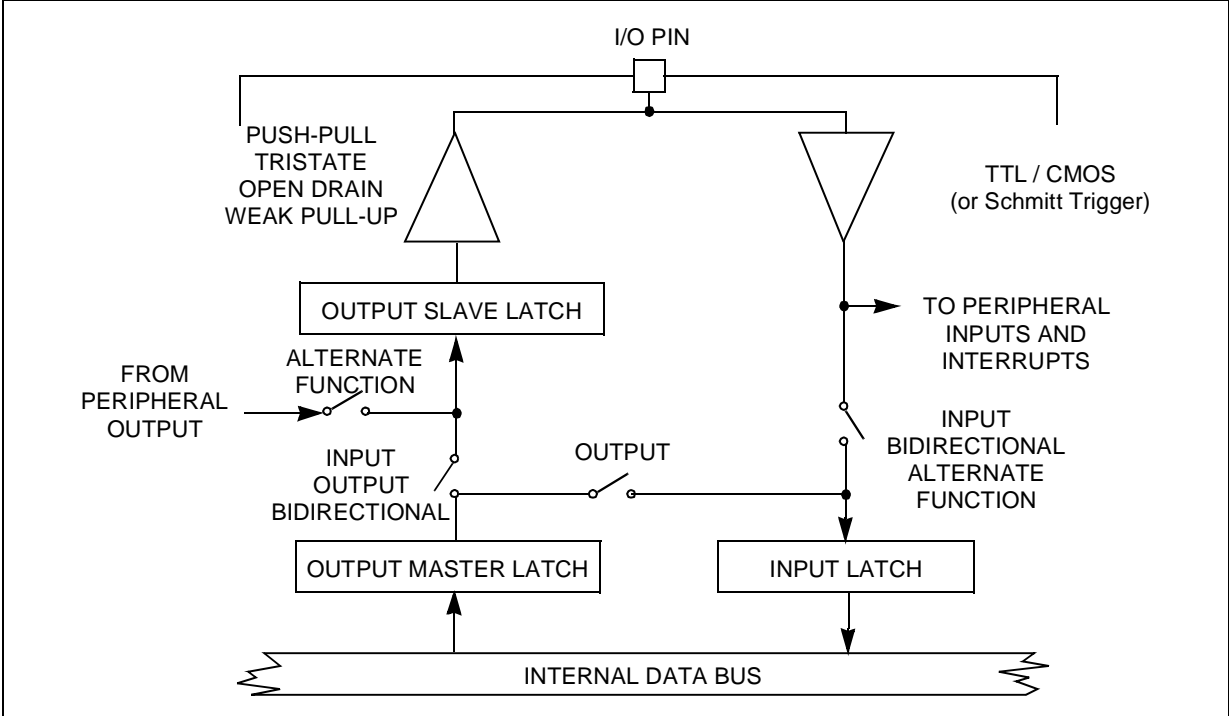 I/O PIN
PUSH-PULL
TRISTATE
OPEN DRAIN
WEAK PULL-UP
TTL / CMOS
(or Schmitt Trigger)
OUTPUT SLAVE LATCH
TO PERIPHERAL
INPUTS AND
INTERRUPTS
ALTERNATE
FUNCTION
FROM
PERIPHERAL
OUTPUT
INPUT
OUTPUT
BIDIRECTIONAL
OUTPUT
INPUT
BIDIRECTIONAL
ALTERNATE
FUNCTION
OUTPUT MASTER LATCH
INPUT LATCH
INTERNAL DATA BUS